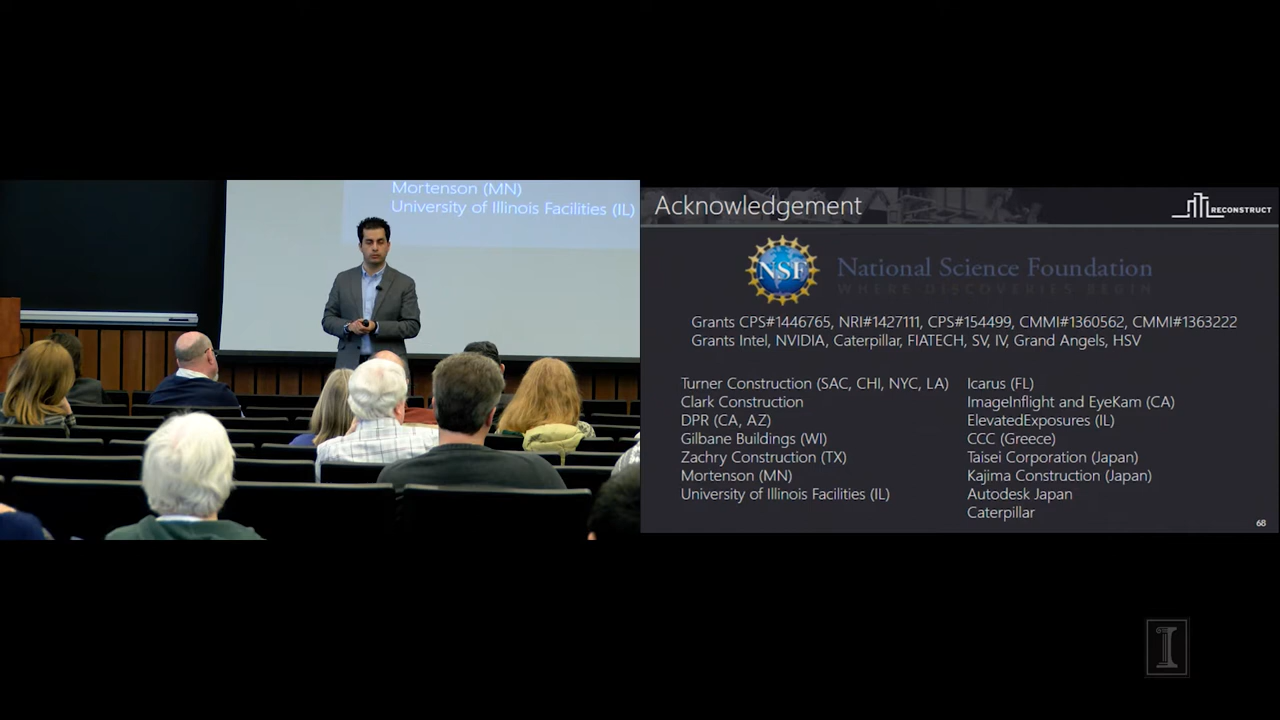 Mortenson (MN)
University of Illinois Facilities (IL)
Acknowledgement
RECONSTRUCT
NSF
National Science Foundation
WHERE DISCOVERIES BEGIN
Grants CPS#1446765, NRI#1427111, CPS#154499, CMMI#1360562, CMMI#1363222
Grants Intel, NVIDIA, Caterpillar, FIATECH, SV, IV, Grand Angels, HSV
Turner Construction (SAC, CHI, NYC, LA)
Clark Construction
DPR (CA, AZ)
Gilbane Buildings (WI)
Zachry Construction (TX)
Mortenson (MN)
University of Illinois Facilities (IL)
Icarus (FL)
ImageInflight and EyeKam (CA)
ElevatedExposures (IL)
CCC (Greece)
Taisei Corporation (Japan)
Kajima Construction (Japan)
Autodesk Japan
Caterpillar
68
I